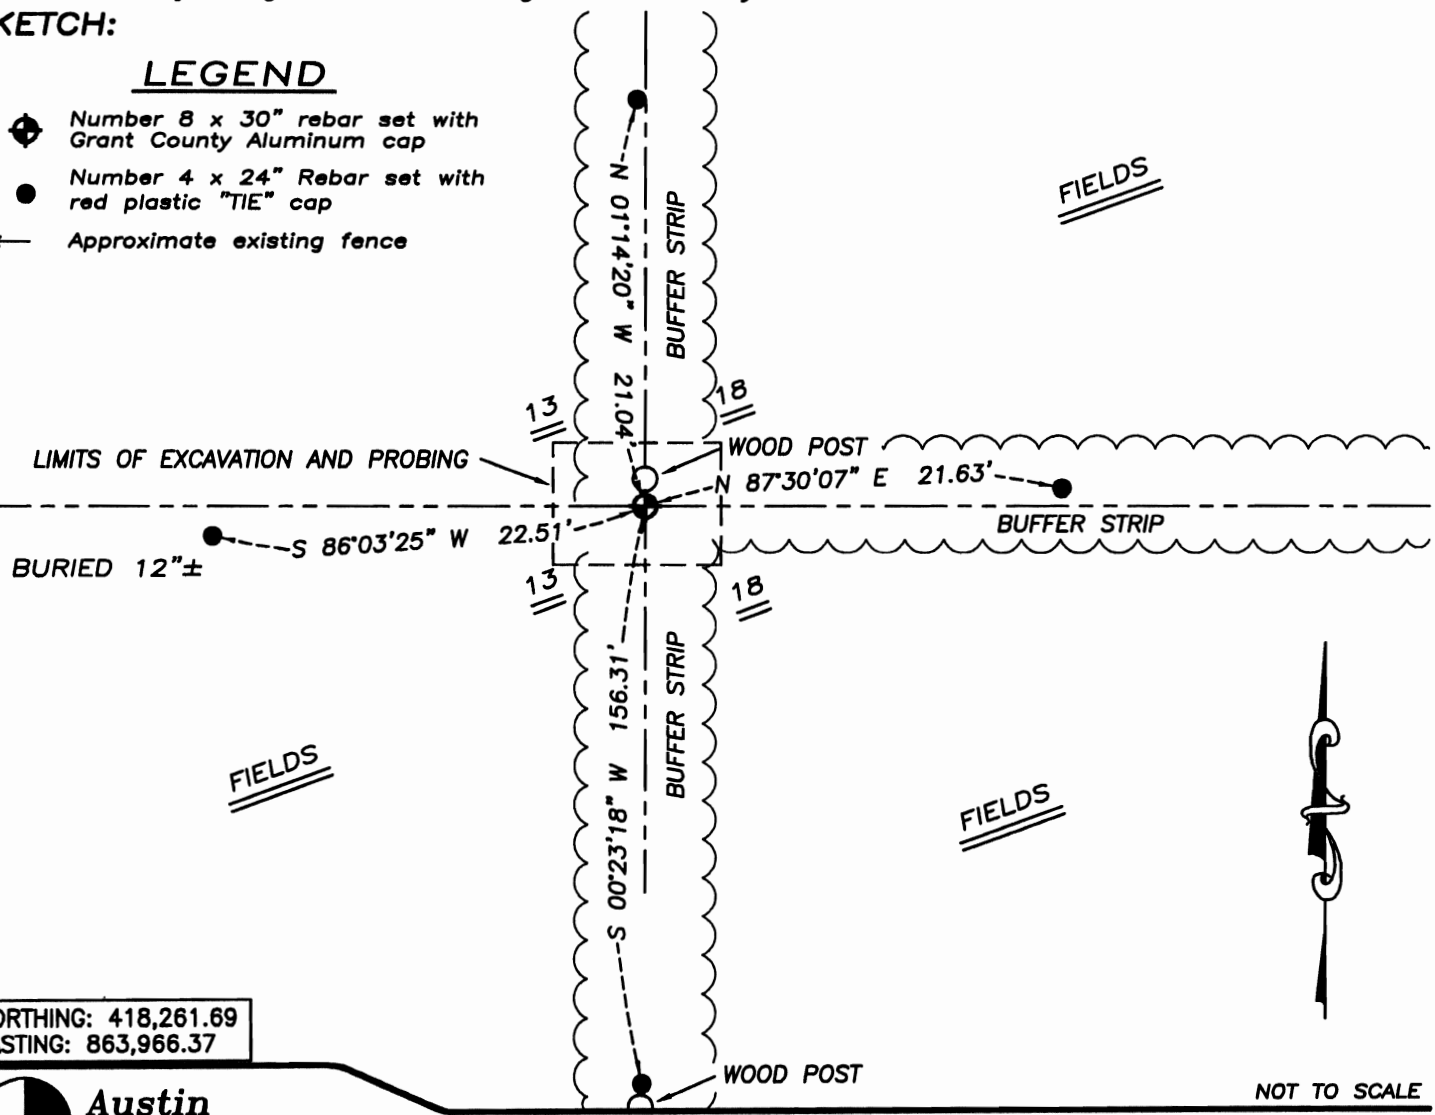 KETCH:
LEGEND
Number 8 x 30" rebar set with
Grant County Aluminum cap
Number 4 x 24" Rebar set with
red plastic "TIE" cap
Approximate existing fence
FIELDS
N 01°14'20" W 21.04'
BUFFER STRIP
13
18
LIMITS OF EXCAVATION AND PROBING
WOOD POST
N 87°30'07" E 21.63'
BUFFER STRIP
S 86°03'25" W 22.51'
BURIED 12"±
13
18
S 00°23'18" W 156.31'
BUFFER STRIP
FIELDS
FIELDS
ORTHING: 418,261.69
STING: 863,966.37
WOOD POST
NOT TO SCALE
Austin